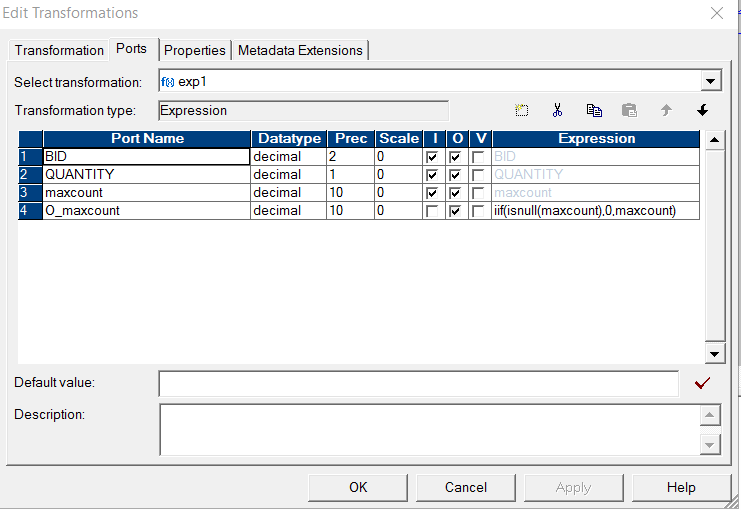 Edit Transformations
Transformation Ports Properties Metadata Extensions
Select transformation: f(x) exp1
Transformation type: Expression
Port Name Datatype Prec Scale I O V Expression
1 BID decimal 2 0 BID
2 QUANTITY decimal 1 0 QUANTITY
3 maxcount decimal 10 0 maxcount
4 O_maxcount decimal 10 0 iif(isnull(maxcount),0,maxcount)
Default value:
Description:
OK Cancel Apply Help